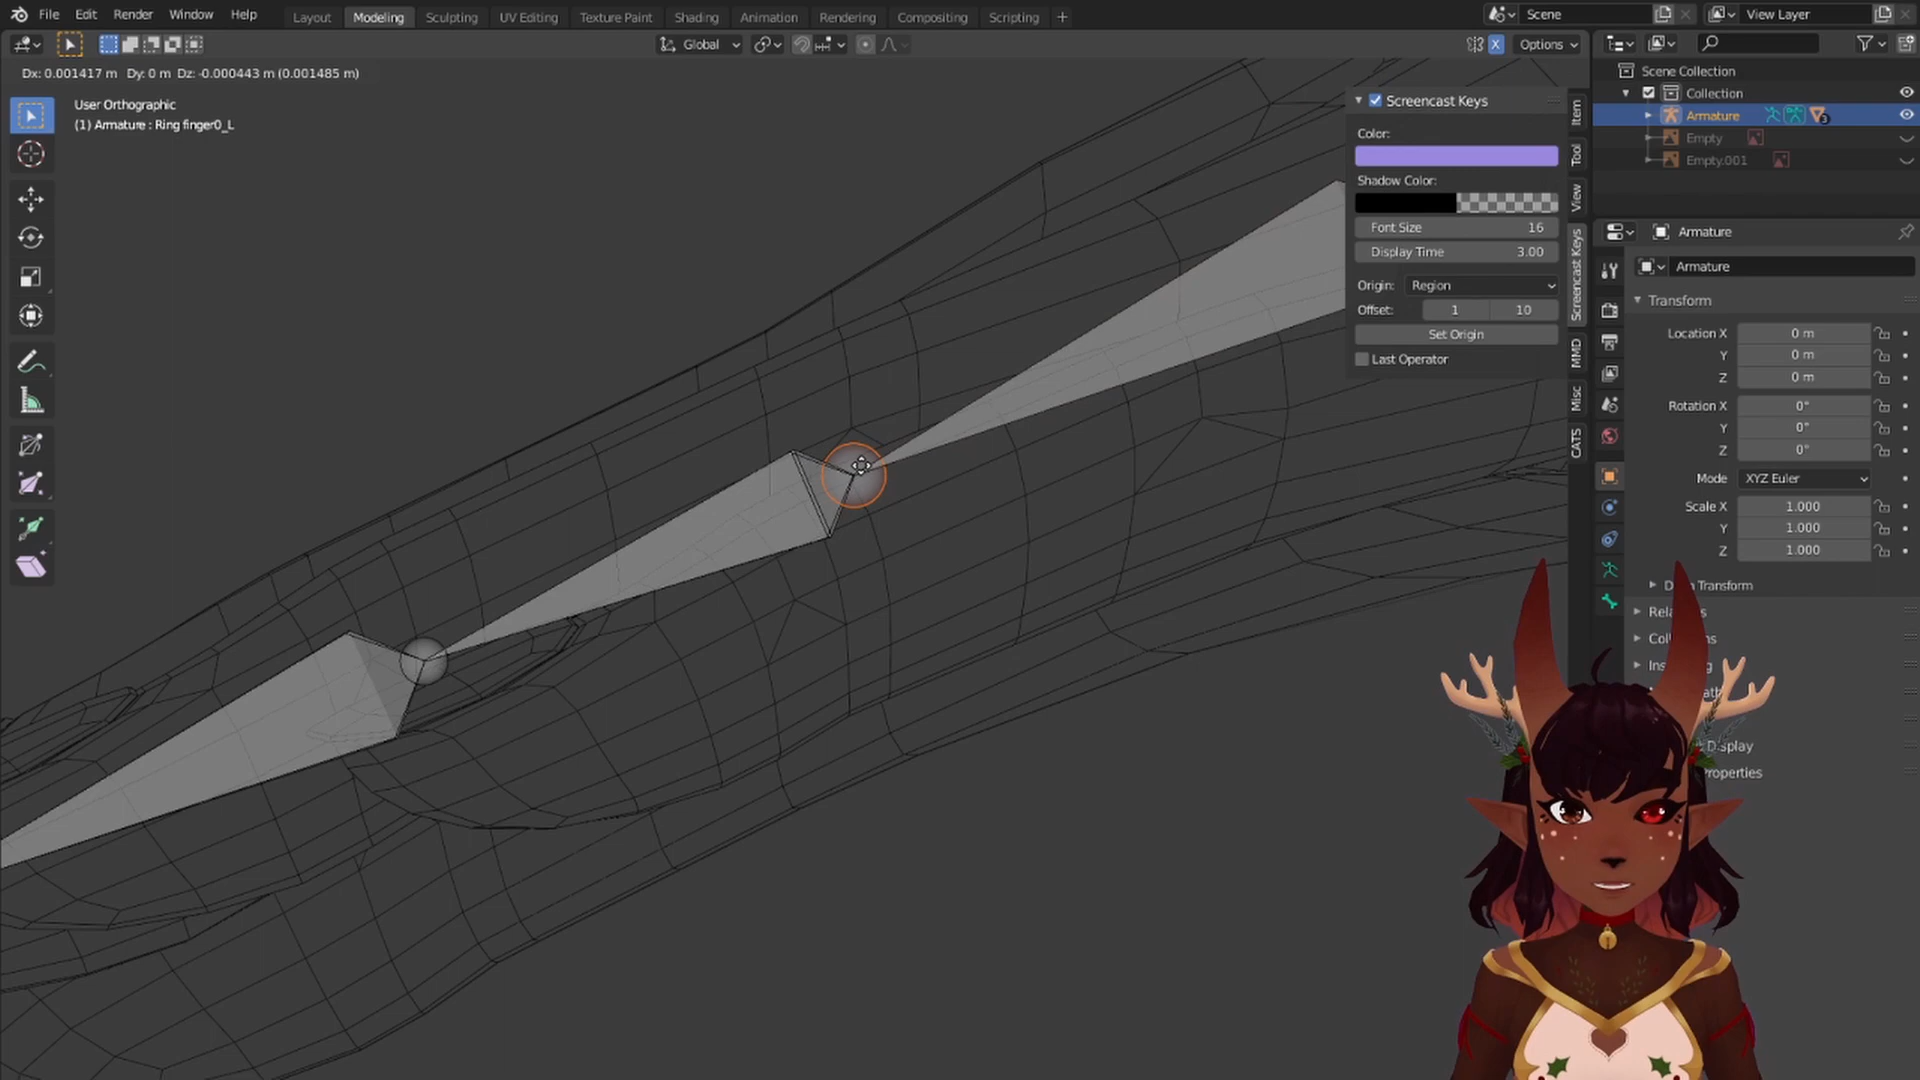 File Edit Render Window Help
Layout Modeling Sculpting UV Editing Texture Paint Shading Animation Rendering Compositing Scripting +
Scene
View Layer
Global
X
Options
Dx: 0.001417 m Dy: 0 m Dz: -0.000443 m (0.001485 m)
User Orthographic
(1) Armature : Ring finger0_L
Screencast Keys
Color:
Shadow Color:
Font Size 16
Display Time 3.00
Origin: Region
Offset: 1 10
Set Origin
Last Operator
Item
Tool
View
Screencast Keys
MMD
Misc
CATS
Scene Collection
Collection
Armature
3
Empty
Empty.001
Armature
Armature
Transform
Location X 0 m
Y 0 m
Z 0 m
Rotation X 0°
Y 0°
Z 0°
Mode XYZ Euler
Scale X 1.000
Y 1.000
Z 1.000
Transform
Display
Properties